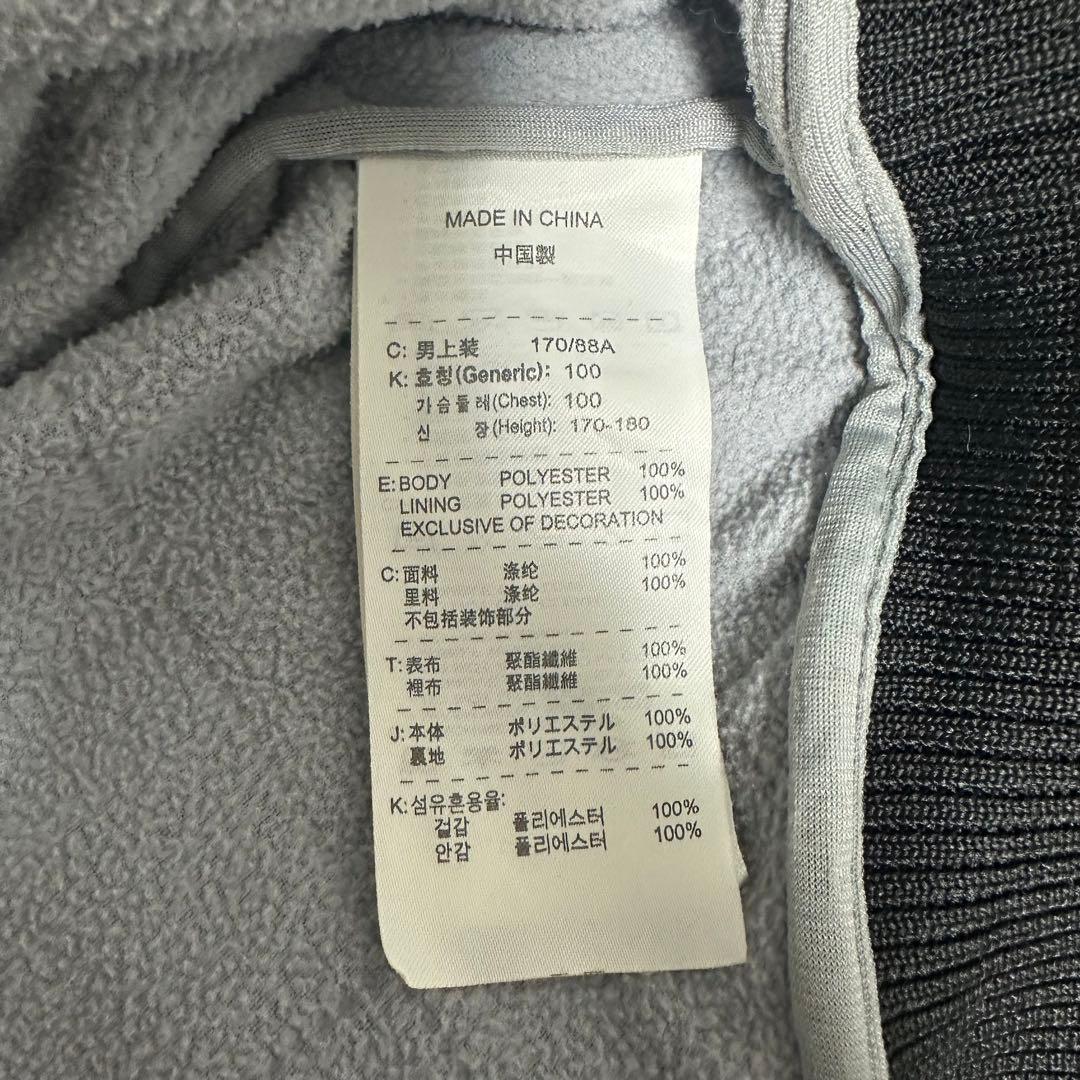 MADE IN CHINA
中国製
C: 男上装 170/88A
K: 호칭(Generic): 100
가슴둘레(Chest): 100
신 장(Height): 170~180
E: BODY POLYESTER 100%
LINING POLYESTER 100%
EXCLUSIVE OF DECORATION
C: 面料 涤纶 100%
里料 涤纶 100%
不包括装饰部分
T: 表布 聚酯纖維 100%
裡布 聚酯纖維 100%
J: 本体 ポリエステル 100%
裏地 ポリエステル 100%
K: 섬유혼용율:
겉감 폴리에스터 100%
안감 폴리에스터 100%